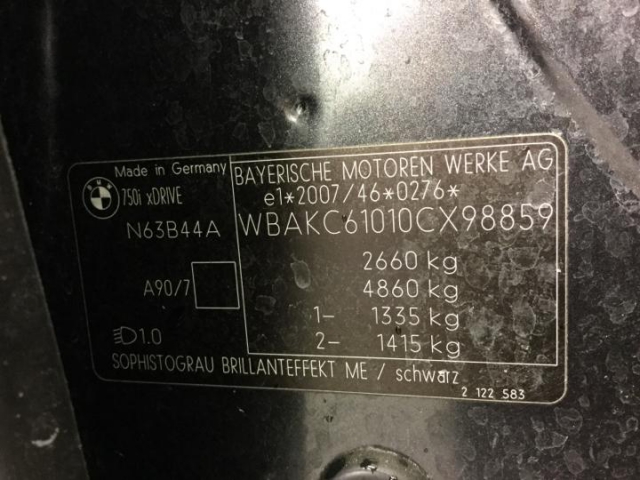 BMW
Made in Germany
750i xDRIVE
N63B44A
A90/7
1.0
BAYERISCHE MOTOREN WERKE AG
e1*2007/46*0276*
WBAKC61010CX98859
2660 kg
4860 kg
1- 1335 kg
2- 1415 kg
SOPHISTOGRAU BRILLANTEFFEKT ME / schwarz
2 122 583